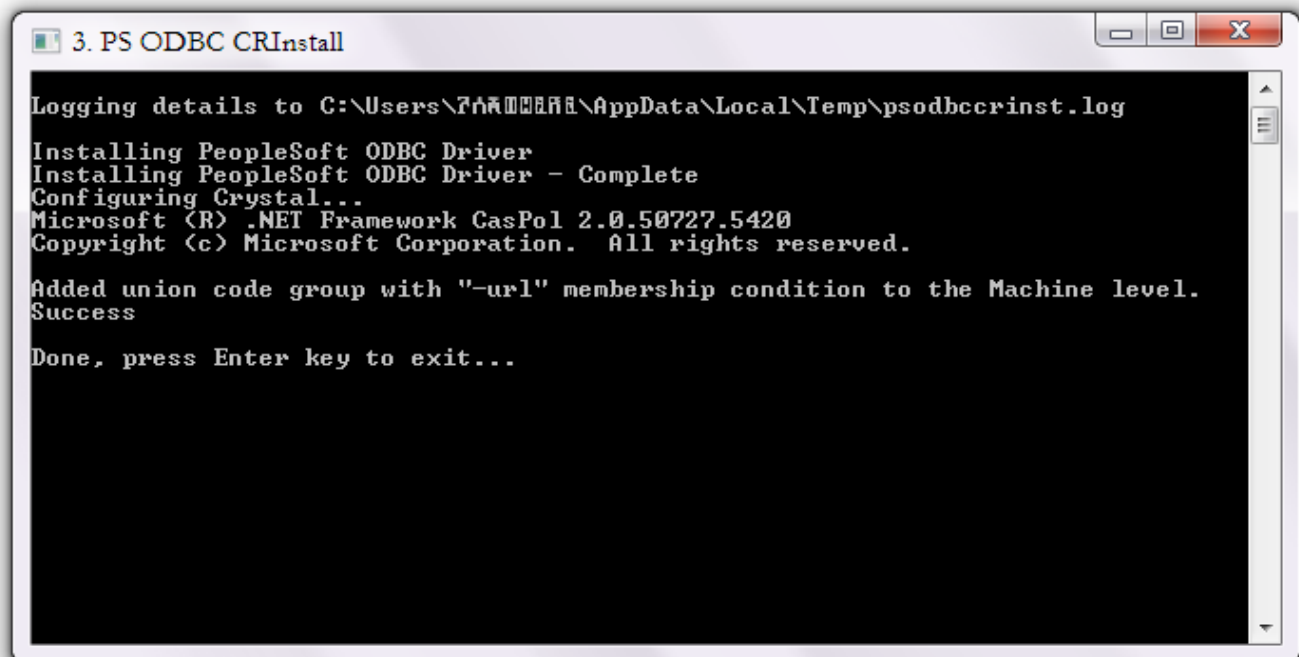 3. PS ODBC CRInstall
Logging details to C:\Users\ \AppData\Local\Temp\psodbccrinst.log
Installing PeopleSoft ODBC Driver
Installing PeopleSoft ODBC Driver - Complete
Configuring Crystal...
Microsoft (R) .NET Framework CasPol 2.0.50727.5420
Copyright (c) Microsoft Corporation.  All rights reserved.
Added union code group with "-url" membership condition to the Machine level.
Success
Done, press Enter key to exit...